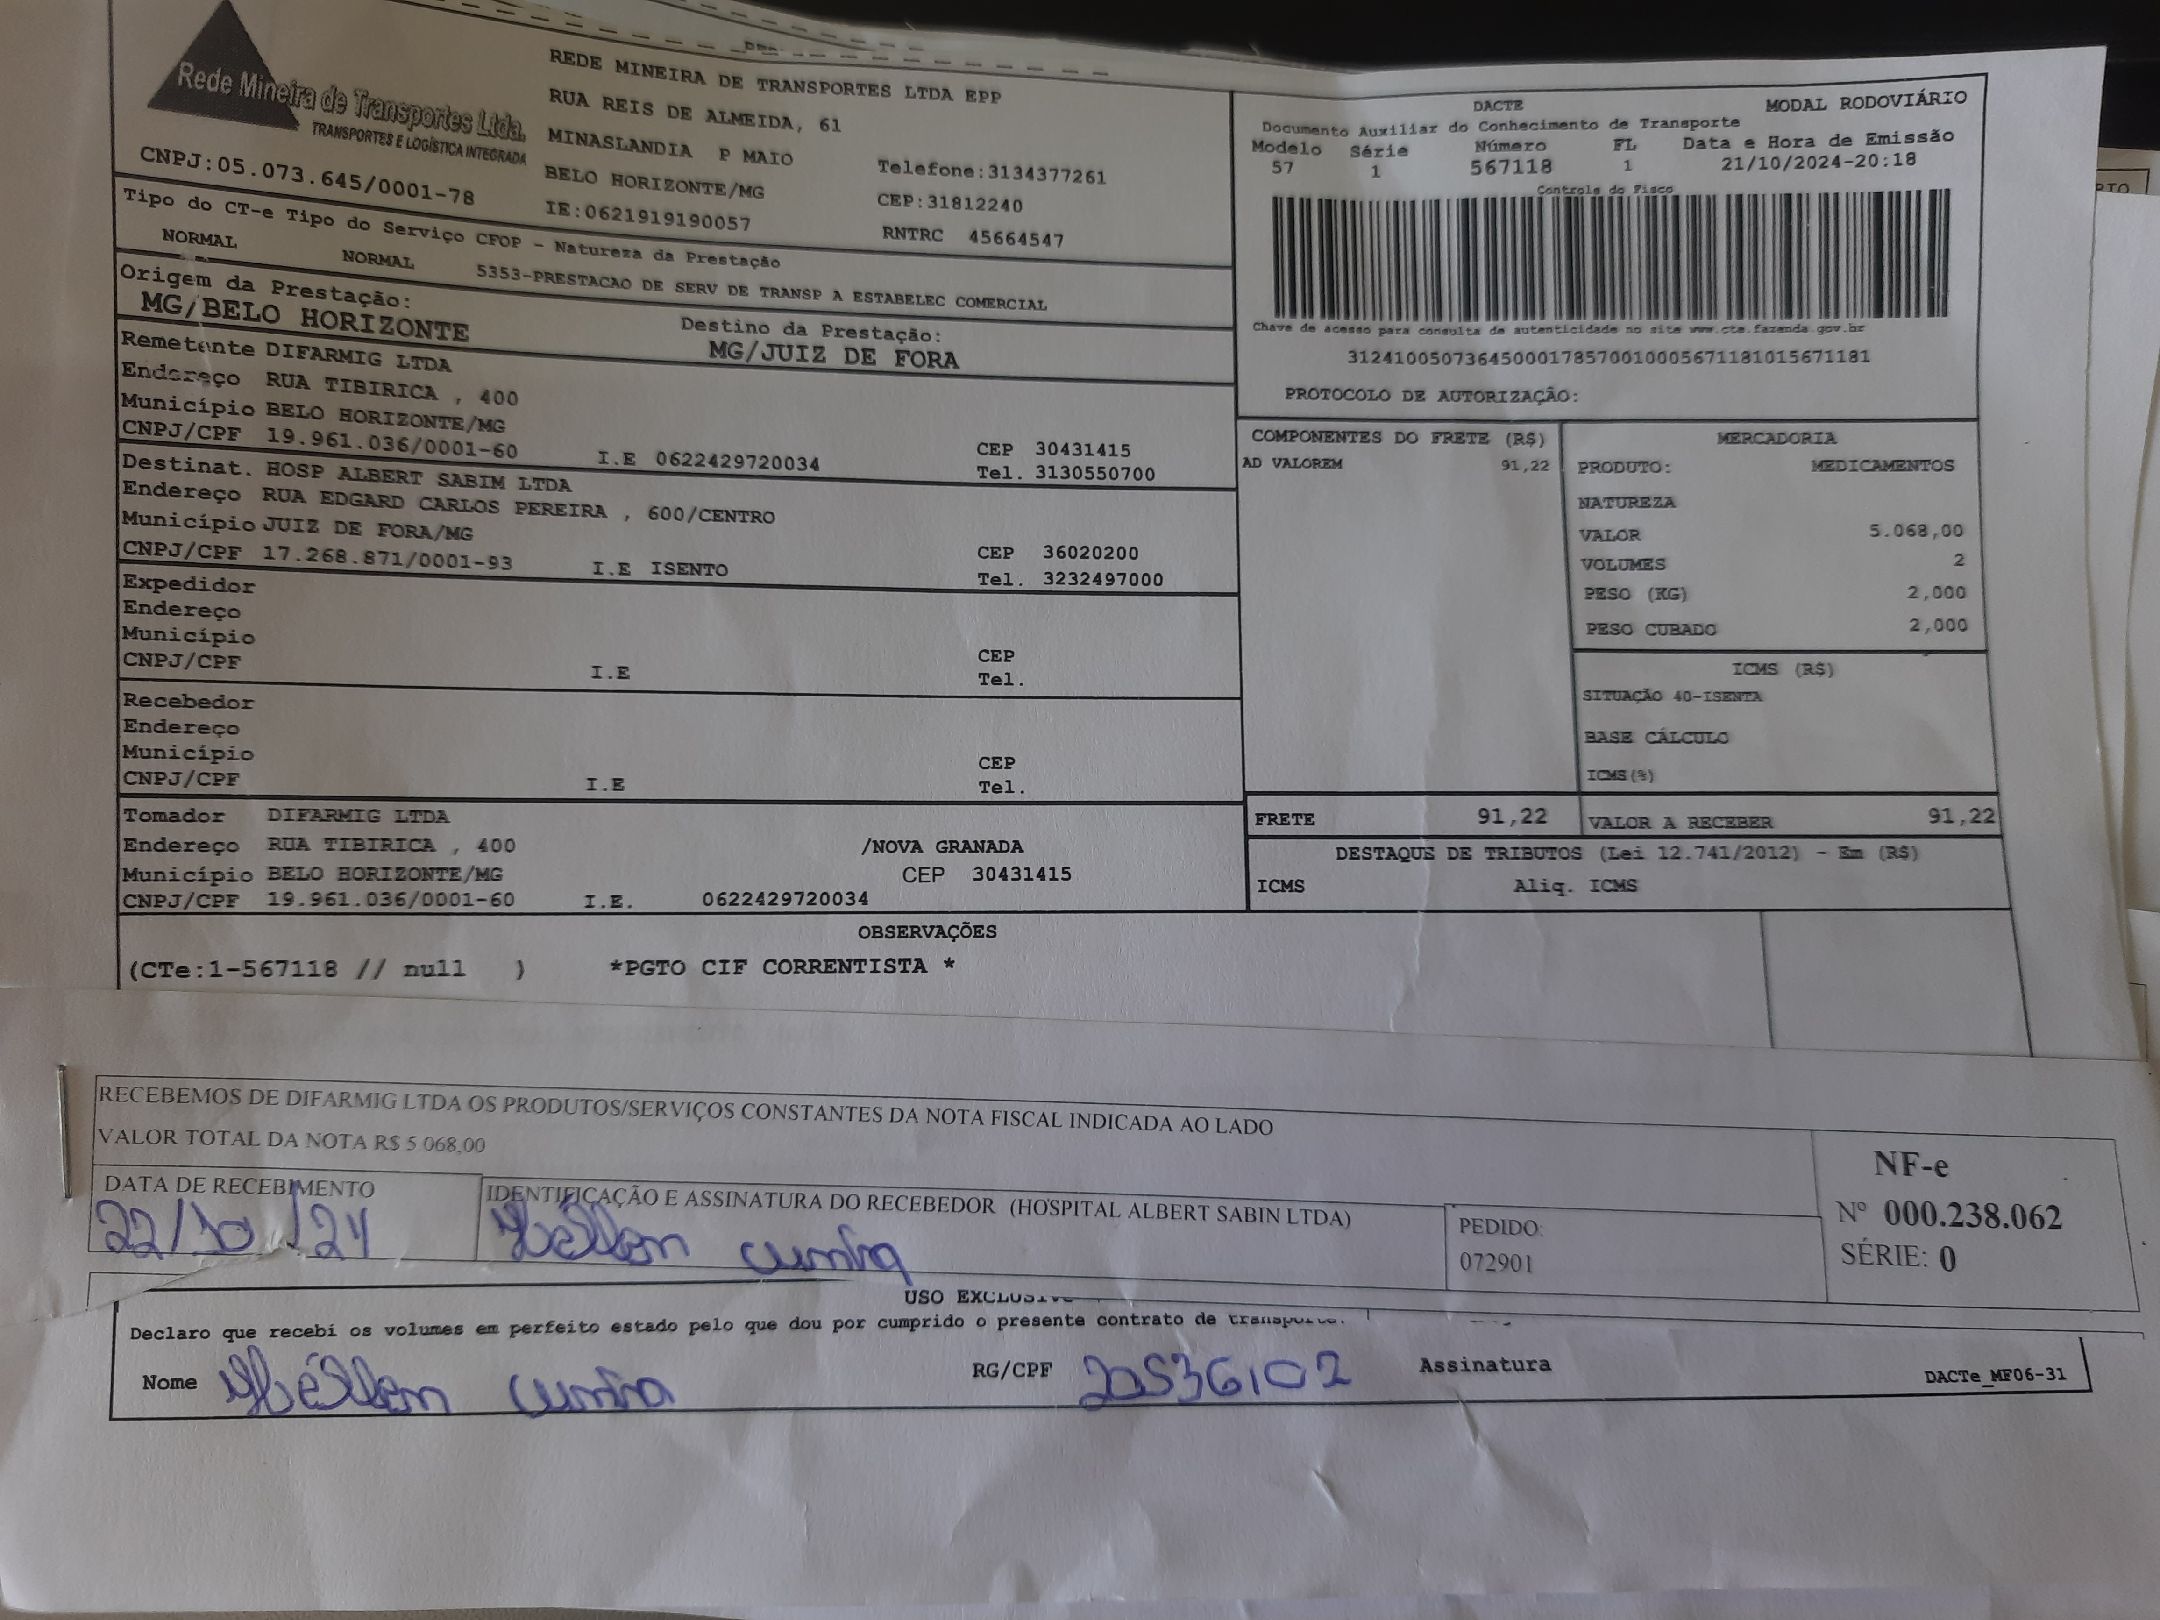 Rede Mineira de Transportes Ltda.
TRANSPORTES E LOGÍSTICA INTEGRADA
CNPJ:05.073.645/0001-78
REDE MINEIRA DE TRANSPORTES LTDA EPP
RUA REIS DE ALMEIDA, 61
MINASLANDIA P MAIO
BELO HORIZONTE/MG
IE:0621919190057
Telefone:3134377261
CEP:31812240
RNTRC 45664547
DACTE MODAL RODOVIÁRIO
Documento Auxiliar do Conhecimento de Transporte
Modelo Série Número FL Data e Hora de Emissão
57 1 567118 1 21/10/2024-20:18
Controle do Fisco
Chave de acesso para consulta de autenticidade no site www.cte.fazenda.gov.br
31241005073645000178570010005671181015671181
PROTOCOLO DE AUTORIZAÇÃO:
Tipo do CT-e Tipo do Serviço CFOP - Natureza da Prestação
NORMAL NORMAL 5353-PRESTACAO DE SERV DE TRANSP A ESTABELEC COMERCIAL
Origem da Prestação: Destino da Prestação:
MG/BELO HORIZONTE MG/JUIZ DE FORA
Remetente DIFARMIG LTDA
Endereço RUA TIBIRICA , 400
Município BELO HORIZONTE/MG CEP 30431415
CNPJ/CPF 19.961.036/0001-60 I.E 0622429720034 Tel. 3130550700
Destinat. HOSP ALBERT SABIM LTDA
Endereço RUA EDGARD CARLOS PEREIRA , 600/CENTRO
Município JUIZ DE FORA/MG CEP 36020200
CNPJ/CPF 17.268.871/0001-93 I.E ISENTO Tel. 3232497000
Expedidor
Endereço
Município CEP
CNPJ/CPF I.E Tel.
Recebedor
Endereço
Município CEP
CNPJ/CPF I.E Tel.
Tomador DIFARMIG LTDA
Endereço RUA TIBIRICA , 400 /NOVA GRANADA
Município BELO HORIZONTE/MG CEP 30431415
CNPJ/CPF 19.961.036/0001-60 I.E. 0622429720034
COMPONENTES DO FRETE (R$)
AD VALOREM 91,22
MERCADORIA
PRODUTO: MEDICAMENTOS
NATUREZA
VALOR 5.068,00
VOLUMES 2
PESO (KG) 2,000
PESO CUBADO 2,000
ICMS (R$)
SITUAÇÃO 40-ISENTA
BASE CÁLCULO
ICMS(%)
FRETE 91,22 VALOR A RECEBER 91,22
DESTAQUE DE TRIBUTOS (Lei 12.741/2012) - Em (R$)
ICMS Aliq. ICMS
OBSERVAÇÕES
(CTe:1-567118 // null ) *PGTO CIF CORRENTISTA *
RECEBEMOS DE DIFARMIG LTDA OS PRODUTOS/SERVIÇOS CONSTANTES DA NOTA FISCAL INDICADA AO LADO
VALOR TOTAL DA NOTA R$ 5 068,00
DATA DE RECEBIMENTO
22/10/24
IDENTIFICAÇÃO E ASSINATURA DO RECEBEDOR (HOSPITAL ALBERT SABIN LTDA)
cunha
PEDIDO:
072901
NF-e
Nº 000.238.062
SÉRIE: 0
USO
Declaro que recebi os volumes em perfeito estado pelo que dou por cumprido o presente contrato de
Nome cunha RG/CPF 20536102 Assinatura
DACTe_MF06-31